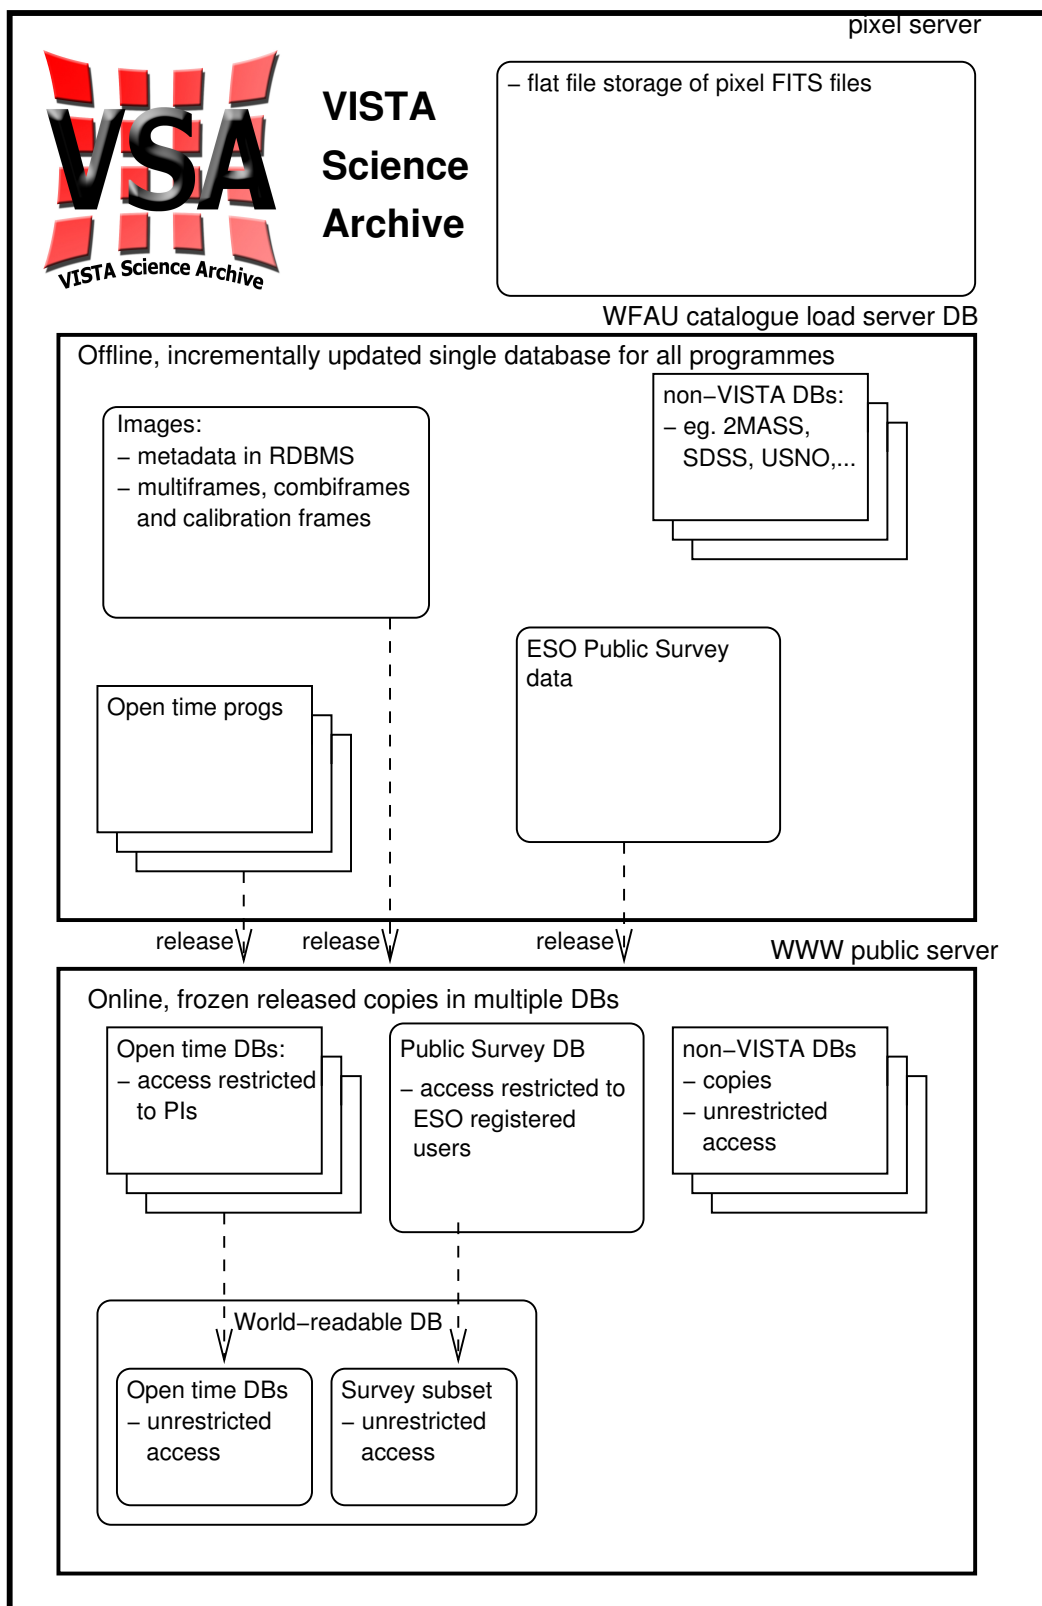 pixel server
VSA
VISTA Science Archive
VISTA
Science
Archive
– flat file storage of pixel FITS files
WFAU catalogue load server DB
Offline, incrementally updated single database for all programmes
Images:
– metadata in RDBMS
– multiframes, combiframes
and calibration frames
non–VISTA DBs:
– eg. 2MASS,
SDSS, USNO,...
ESO Public Survey
data
Open time progs
release
release
release
WWW public server
Online, frozen released copies in multiple DBs
Open time DBs:
– access restricted
to PIs
Public Survey DB
– access restricted to
ESO registered
users
non–VISTA DBs
– copies
– unrestricted
access
World–readable DB
Open time DBs
– unrestricted
access
Survey subset
– unrestricted
access